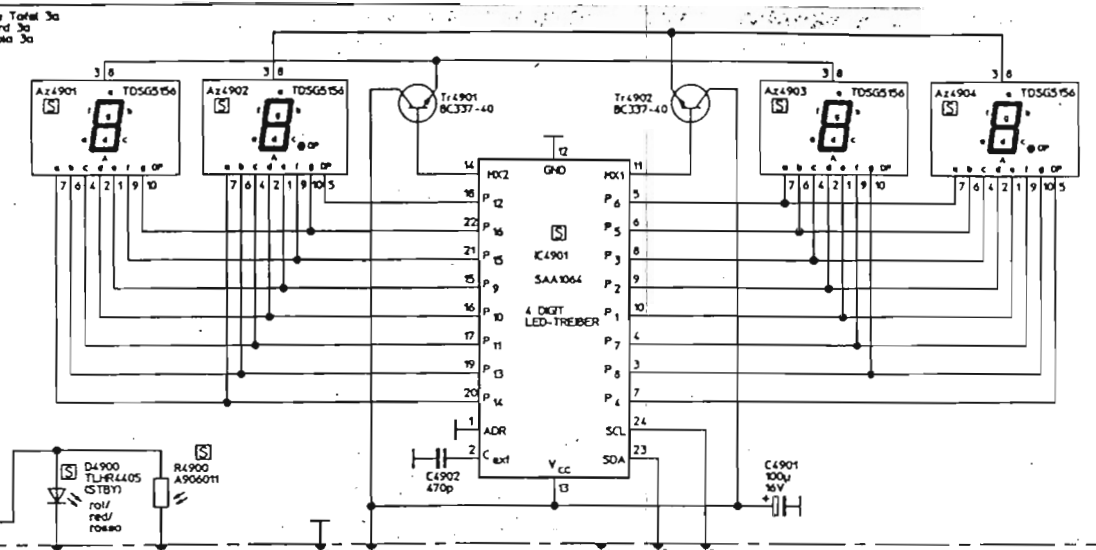 Tafel 3a
3a
3a
3 8
3 8
3 8
3 8
Az4901 TDSG5156
S
a
f g b
e d c
A
a b c d e f g DP
7 6 4 2 1 9 10
Az4902 TDSG5156
S
a
f g b
e d c
DP
A
a b c d e f g DP
7 6 4 2 1 9 10 5
Tr4901
BC337-40
Tr4902
BC337-40
Az4903 TDSG5156
S
a
f g b
e d c
A
a b c d e f g DP
7 6 4 2 1 9 10
Az4904 TDSG5156
S
a
f g b
e d c
DP
A
a b c d e f g DP
7 6 4 2 1 9 10 5
12
GND
14 MX2 MX1 11
18 P12 P6 5
22 P16 P5 6
S
21 P15 P3 8
IC4901
SAA1064
15 P9 P2 9
16 P10 P1 10
4 DIGIT
LED-TREIBER
17 P11 P7 4
19 P13 P8 3
20 P14 P4 7
1 ADR SCL 24
2 Cext SDA 23
VCC
13
C4902
470p
C4901
100µ
16V
+
S
D4900
TLHR4405
(STBY)
rot/
red/
rosso
S
R4900
A906011